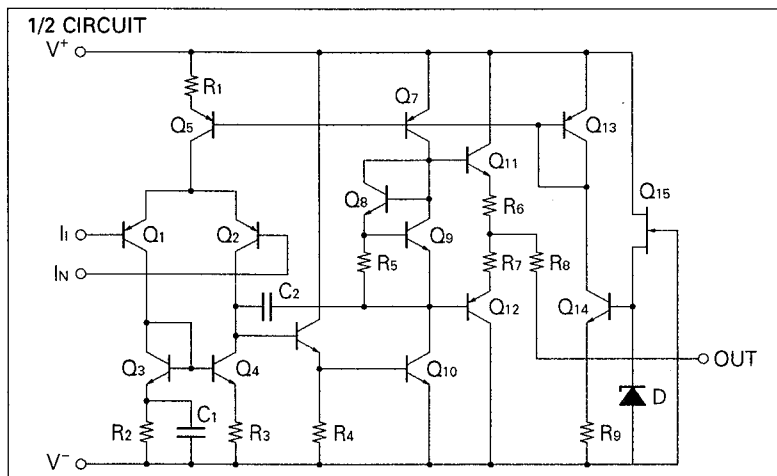 1/2 CIRCUIT
V+
R1
Q7
Q5
Q13
Q11
Q15
Q8
R6
II
Q1
Q2
Q9
IN
R5
R7
R8
C2
Q12
Q14
Q3
Q4
Q10
OUT
C1
D
R2
R3
R4
R9
V-